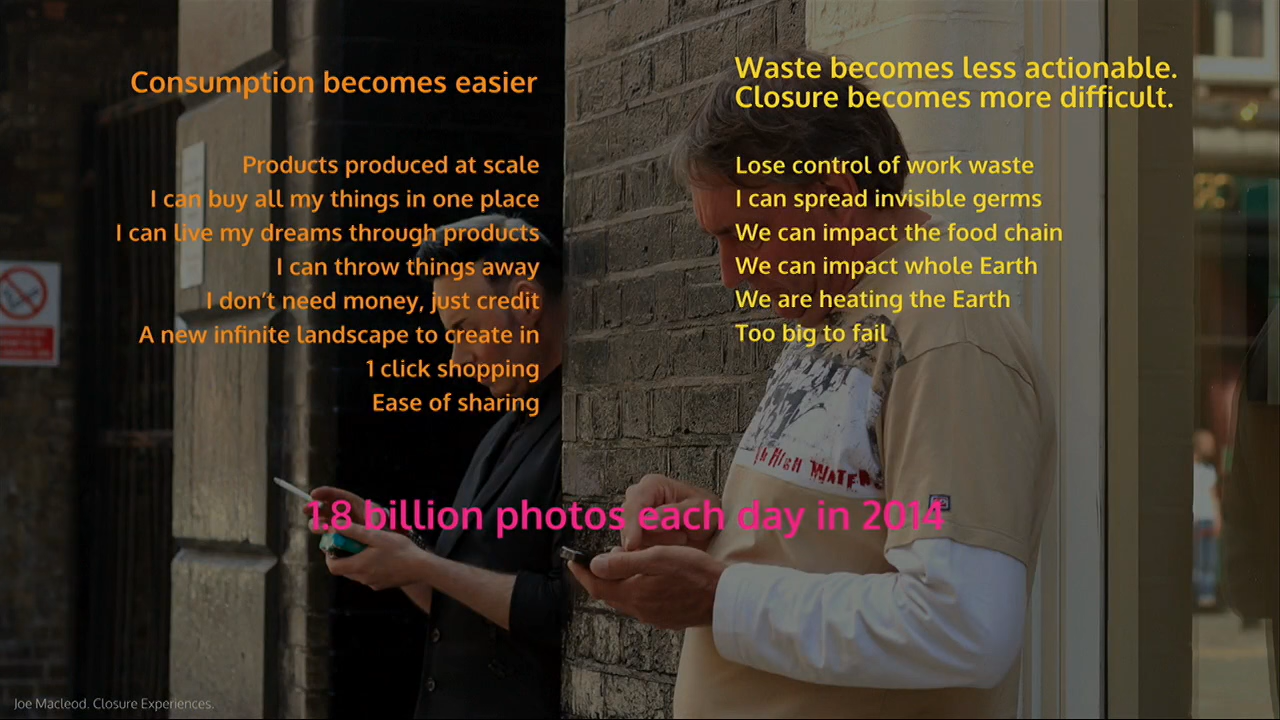 Consumption becomes easier
Products produced at scale
I can buy all my things in one place
I can live my dreams through products
I can throw things away
I don't need money, just credit
A new infinite landscape to create in
1 click shopping
Ease of sharing
Waste becomes less actionable.
Closure becomes more difficult.
Lose control of work waste
I can spread invisible germs
We can impact the food chain
We can impact whole Earth
We are heating the Earth
Too big to fail
HIGH WATER
1.8 billion photos each day in 2014
Joe Macleod. Closure Experiences.